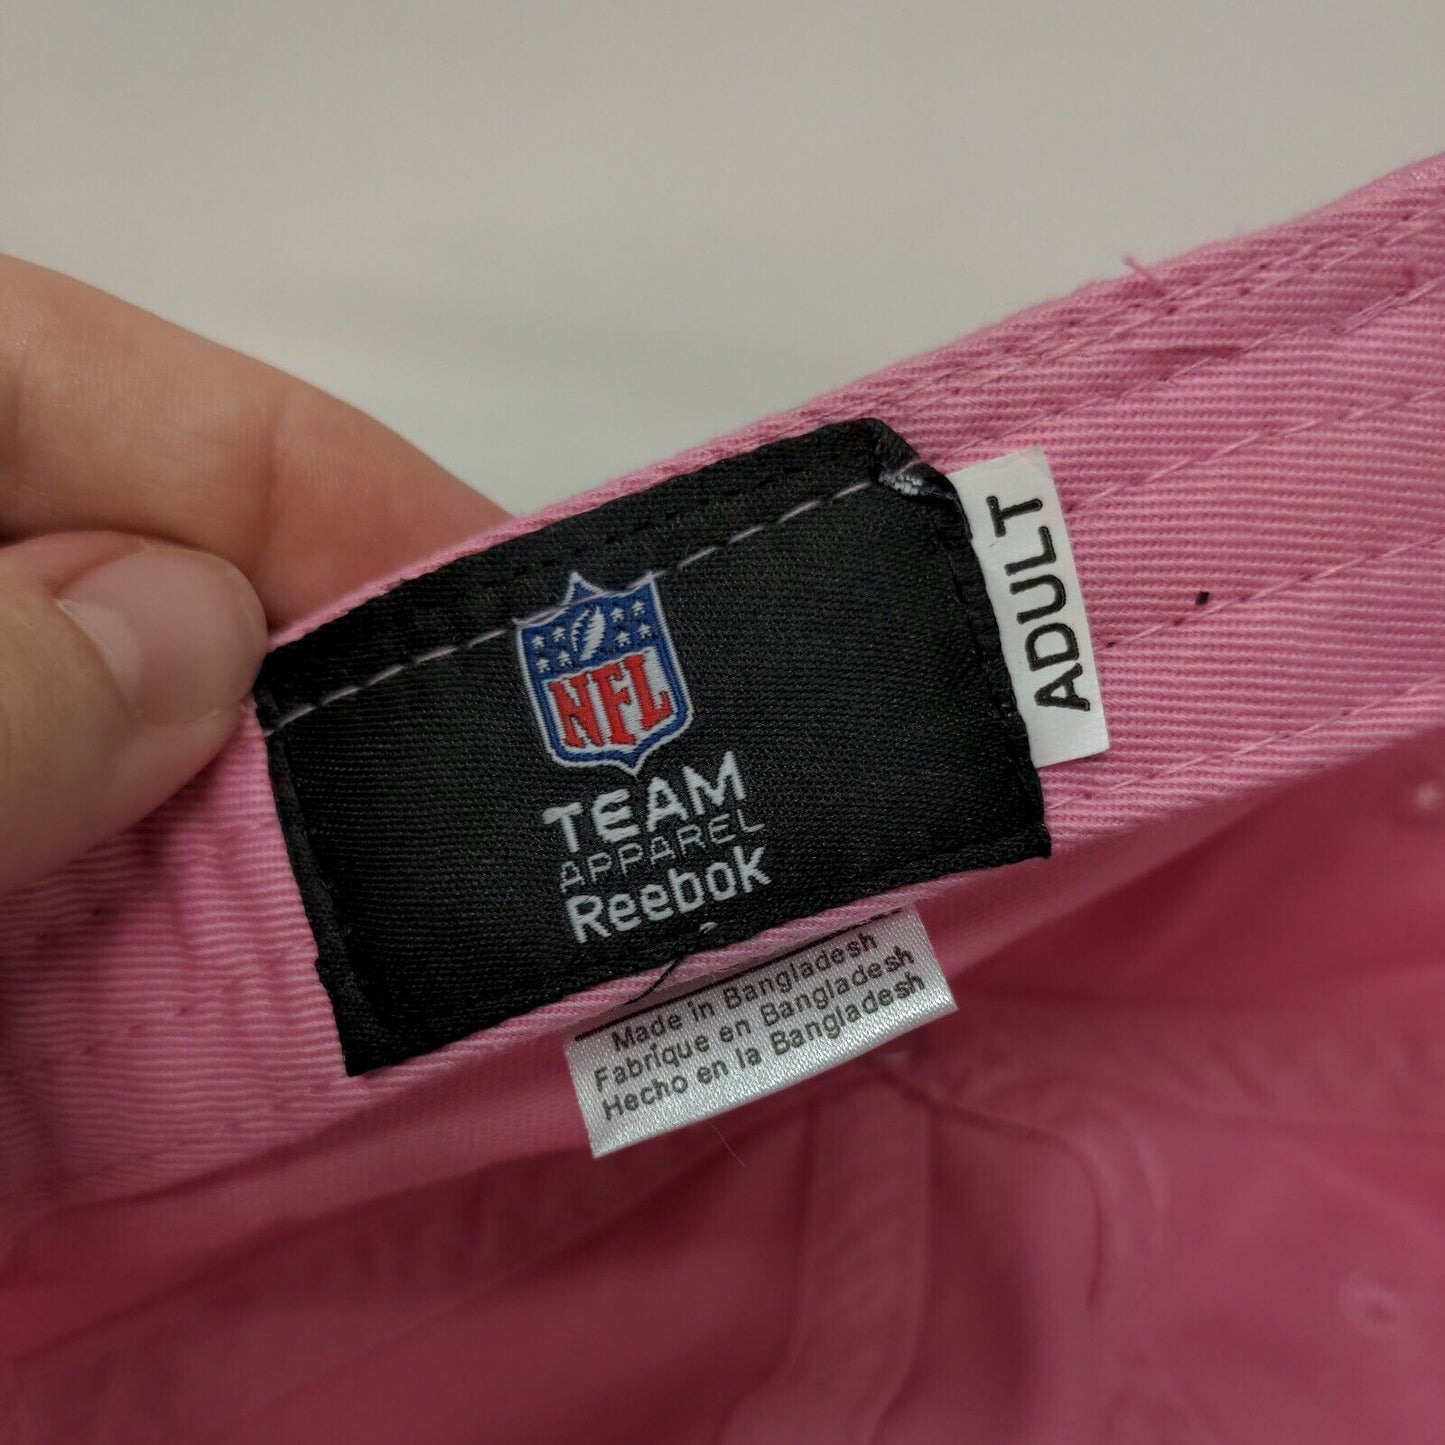 NFL
TEAM
APPAREL
Reebok
ADULT
Made in Bangladesh
Fabrique en Bangladesh
Hecho en la Bangladesh